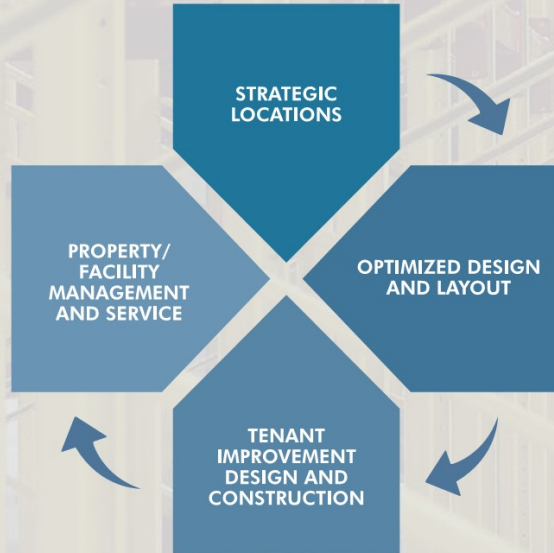 STRATEGIC
LOCATIONS
OPTIMIZED DESIGN
AND LAYOUT
TENANT
IMPROVEMENT
DESIGN AND
CONSTRUCTION
PROPERTY/
FACILITY
MANAGEMENT
AND SERVICE